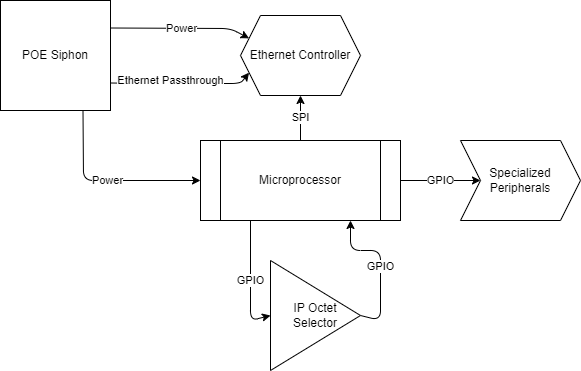 Power
POE Siphon
Ethernet Controller
Ethernet Passthrough
SPI
Power
Microprocessor
GPIO
Specialized
Peripherals
GPIO
GPIO
IP Octet
Selector